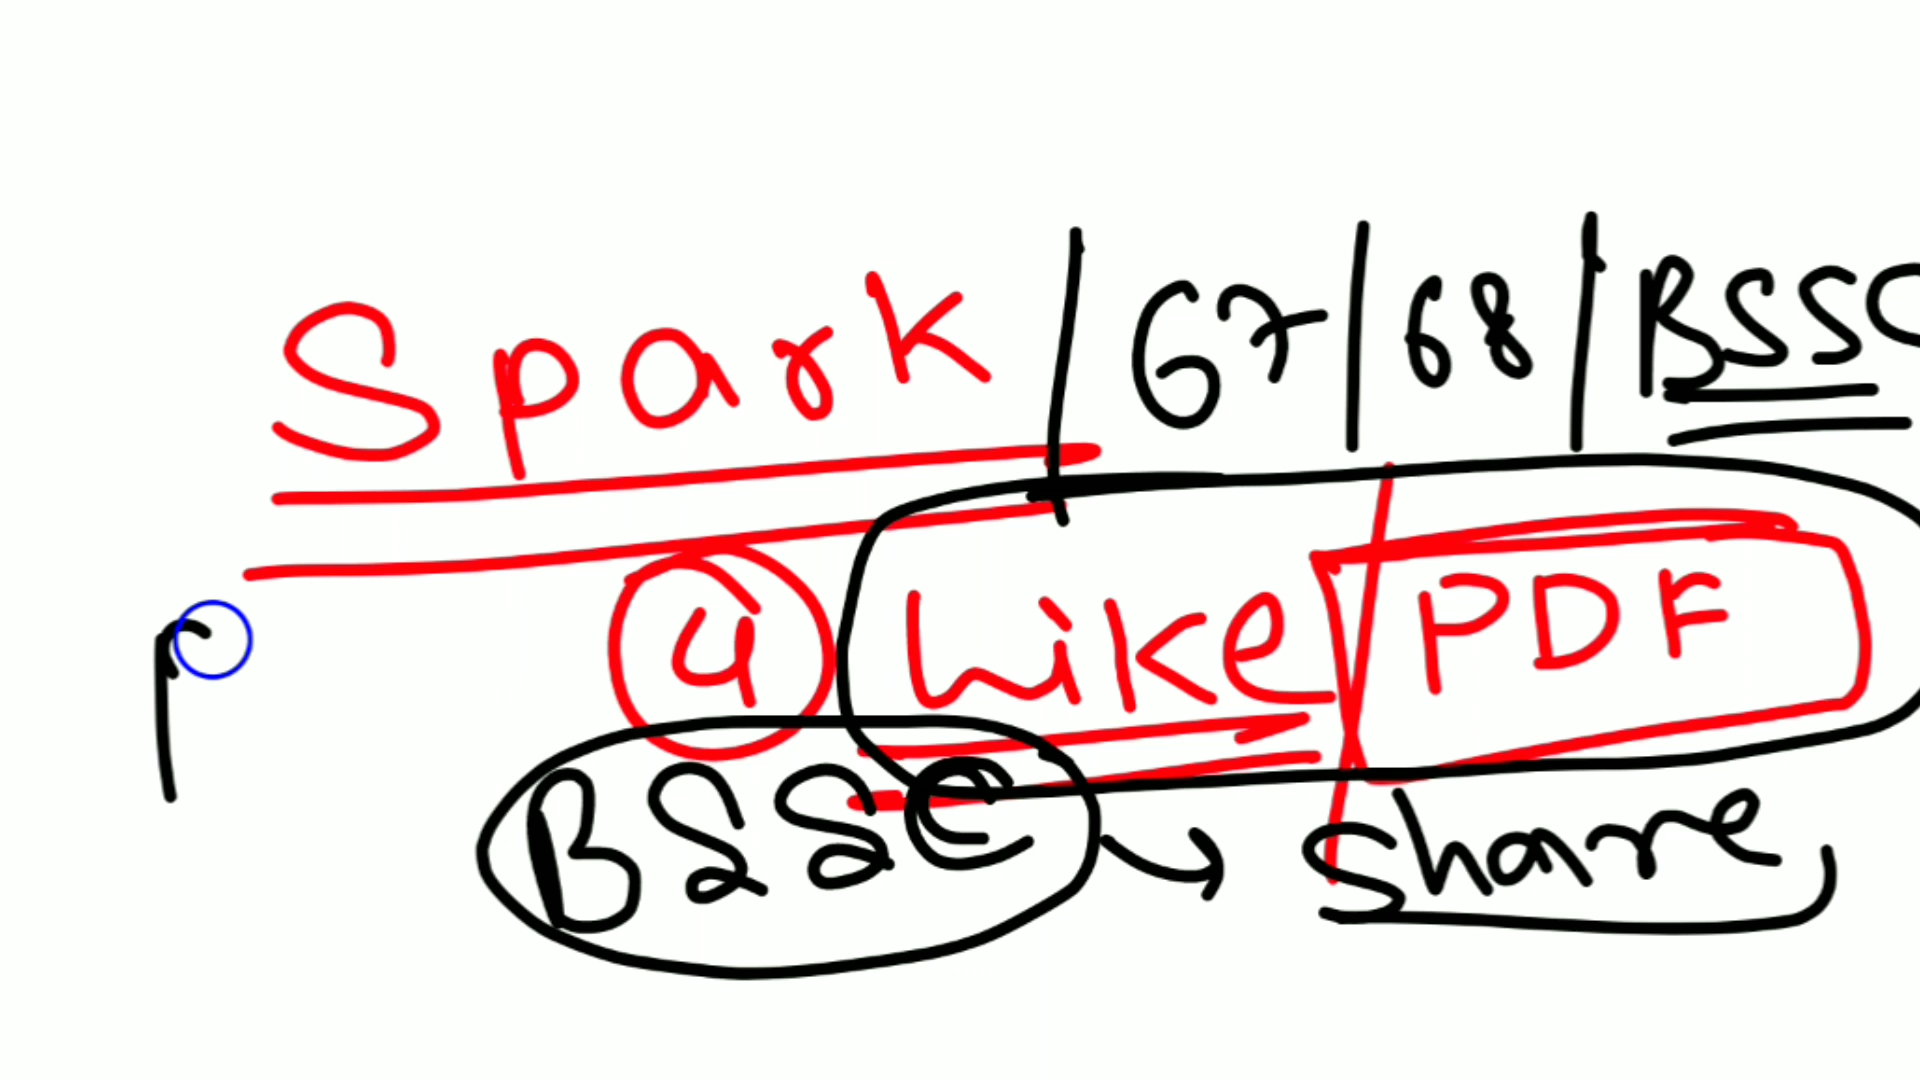 Spark | 67 | 68 | BSSC
4 Like / PDF
BSSC → Share